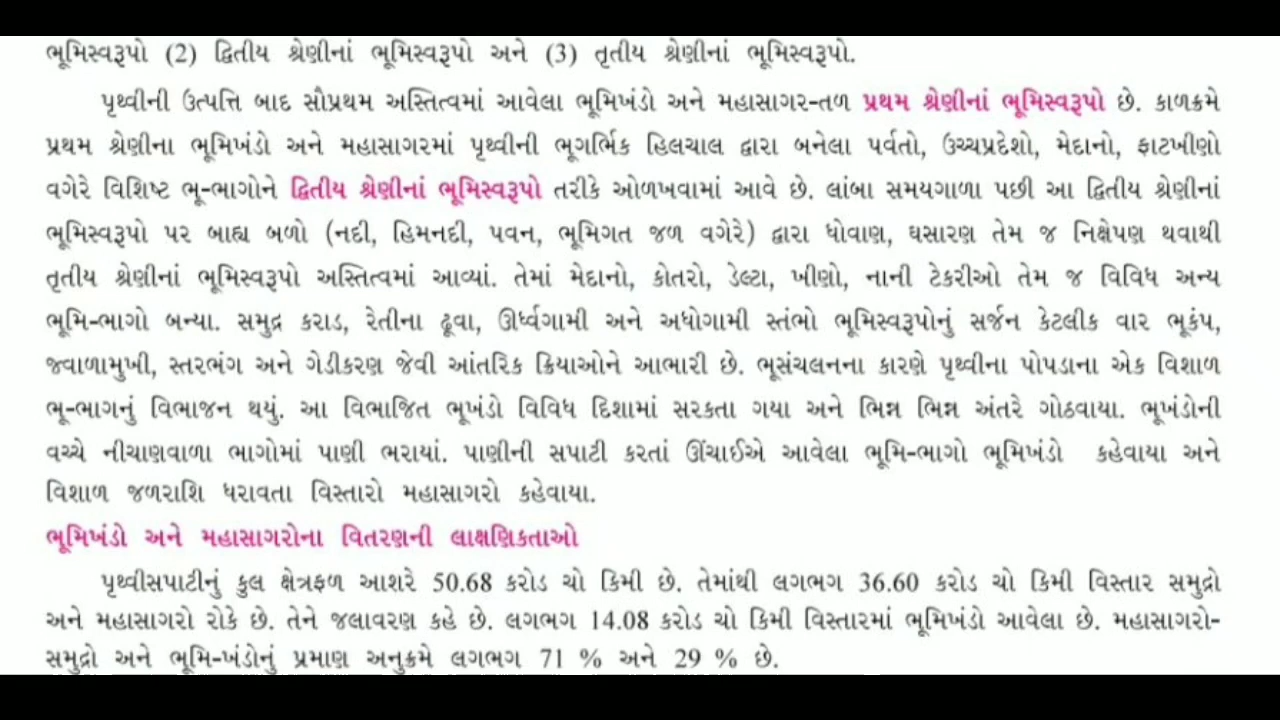 ભૂમિસ્વરૂપો (2) દ્વિતીય શ્રેણીનાં ભૂમિસ્વરૂપો અને (3) તૃતીય શ્રેણીનાં ભૂમિસ્વરૂપો.
પૃથ્વીની ઉત્પત્તિ બાદ સૌપ્રથમ અસ્તિત્વમાં આવેલા ભૂમિખંડો અને મહાસાગર-તળ પ્રથમ શ્રેણીનાં ભૂમિસ્વરૂપો છે. કાળક્રમે
પ્રથમ શ્રેણીના ભૂમિખંડો અને મહાસાગરમાં પૃથ્વીની ભૂગર્ભિક હિલચાલ દ્વારા બનેલા પર્વતો, ઉચ્ચપ્રદેશો, મેદાનો, ફાટખીણો
વગેરે વિશિષ્ટ ભૂ-ભાગોને દ્વિતીય શ્રેણીનાં ભૂમિસ્વરૂપો તરીકે ઓળખવામાં આવે છે. લાંબા સમયગાળા પછી આ દ્વિતીય શ્રેણીનાં
ભૂમિસ્વરૂપો પર બાહ્ય બળો (નદી, હિમનદી, પવન, ભૂમિગત જળ વગેરે) દ્વારા ધોવાણ, ઘસારણ તેમ જ નિક્ષેપણ થવાથી
તૃતીય શ્રેણીનાં ભૂમિસ્વરૂપો અસ્તિત્વમાં આવ્યાં. તેમાં મેદાનો, કોતરો, ડેલ્ટા, ખીણો, નાની ટેકરીઓ તેમ જ વિવિધ અન્ય
ભૂમિ-ભાગો બન્યા. સમુદ્ર કરાડ, રેતીના ઢૂવા, ઊર્ધ્વગામી અને અધોગામી સ્તંભો ભૂમિસ્વરૂપોનું સર્જન કેટલીક વાર ભૂકંપ,
જ્વાળામુખી, સ્તરભંગ અને ગેડીકરણ જેવી આંતરિક ક્રિયાઓને આભારી છે. ભૂસંચલનના કારણે પૃથ્વીના પોપડાના એક વિશાળ
ભૂ-ભાગનું વિભાજન થયું. આ વિભાજિત ભૂખંડો વિવિધ દિશામાં સરકતા ગયા અને ભિન્ન ભિન્ન અંતરે ગોઠવાયા. ભૂખંડોની
વચ્ચે નીચાણવાળા ભાગોમાં પાણી ભરાયાં. પાણીની સપાટી કરતાં ઊંચાઈએ આવેલા ભૂમિ-ભાગો ભૂમિખંડો કહેવાયા અને
વિશાળ જળરાશિ ધરાવતા વિસ્તારો મહાસાગરો કહેવાયા.
ભૂમિખંડો અને મહાસાગરોના વિતરણની લાક્ષણિકતાઓ
પૃથ્વીસપાટીનું કુલ ક્ષેત્રફળ આશરે 50.68 કરોડ ચો કિમી છે. તેમાંથી લગભગ 36.60 કરોડ ચો કિમી વિસ્તાર સમુદ્રો
અને મહાસાગરો રોકે છે. તેને જલાવરણ કહે છે. લગભગ 14.08 કરોડ ચો કિમી વિસ્તારમાં ભૂમિખંડો આવેલા છે. મહાસાગરો-
સમુદ્રો અને ભૂમિ-ખંડોનું પ્રમાણ અનુક્રમે લગભગ 71 % અને 29 % છે.